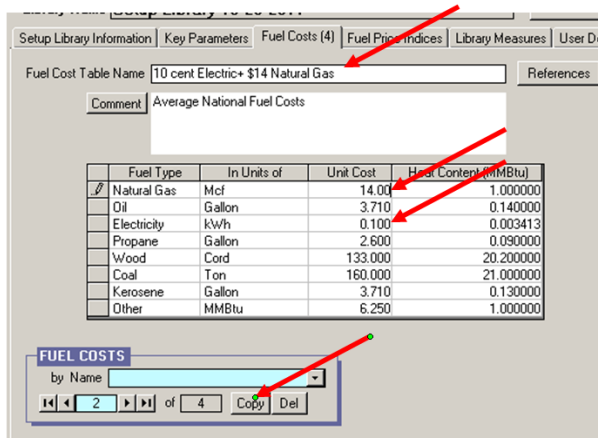 Setup Library Information Key Parameters Fuel Costs (4) Fuel Price Indices Library Measures User D
Fuel Cost Table Name 10 cent Electric+ $14 Natural Gas References
Comment Average National Fuel Costs
Fuel Type In Units of Unit Cost Heat Content (MMBtu)
Natural Gas Mcf 14.00 1.000000
Oil Gallon 3.710 0.140000
Electricity kWh 0.100 0.003413
Propane Gallon 2.600 0.090000
Wood Cord 133.000 20.200000
Coal Ton 160.000 21.000000
Kerosene Gallon 3.710 0.130000
Other MMBtu 6.250 1.000000
FUEL COSTS
by Name
2 of 4 Copy Del